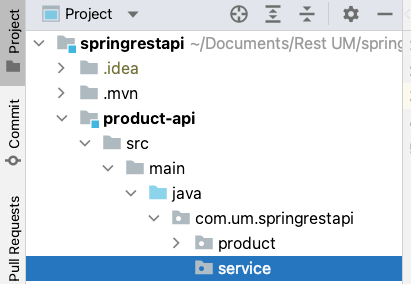 Project
springrestapi ~/Documents/Rest UM/spring
.idea
.mvn
product-api
src
main
java
com.um.springrestapi
product
service
Project
Commit
Pull Requests